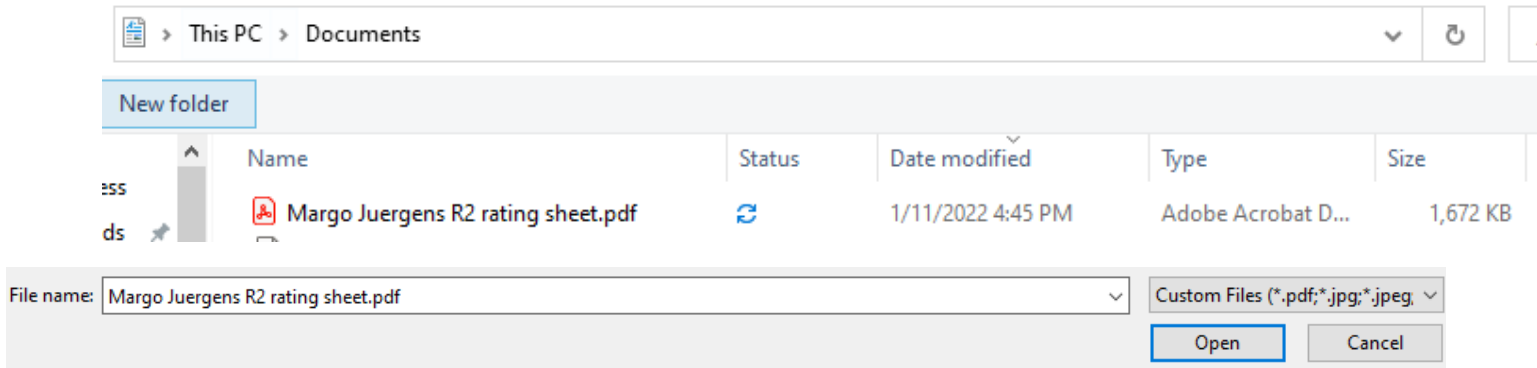 This PC > Documents
New folder
Name Status Date modified Type Size
ess
Margo Juergens R2 rating sheet.pdf 1/11/2022 4:45 PM Adobe Acrobat D... 1,672 KB
ds
File name: Margo Juergens R2 rating sheet.pdf Custom Files (*.pdf;*.jpg;*.jpeg;
Open Cancel